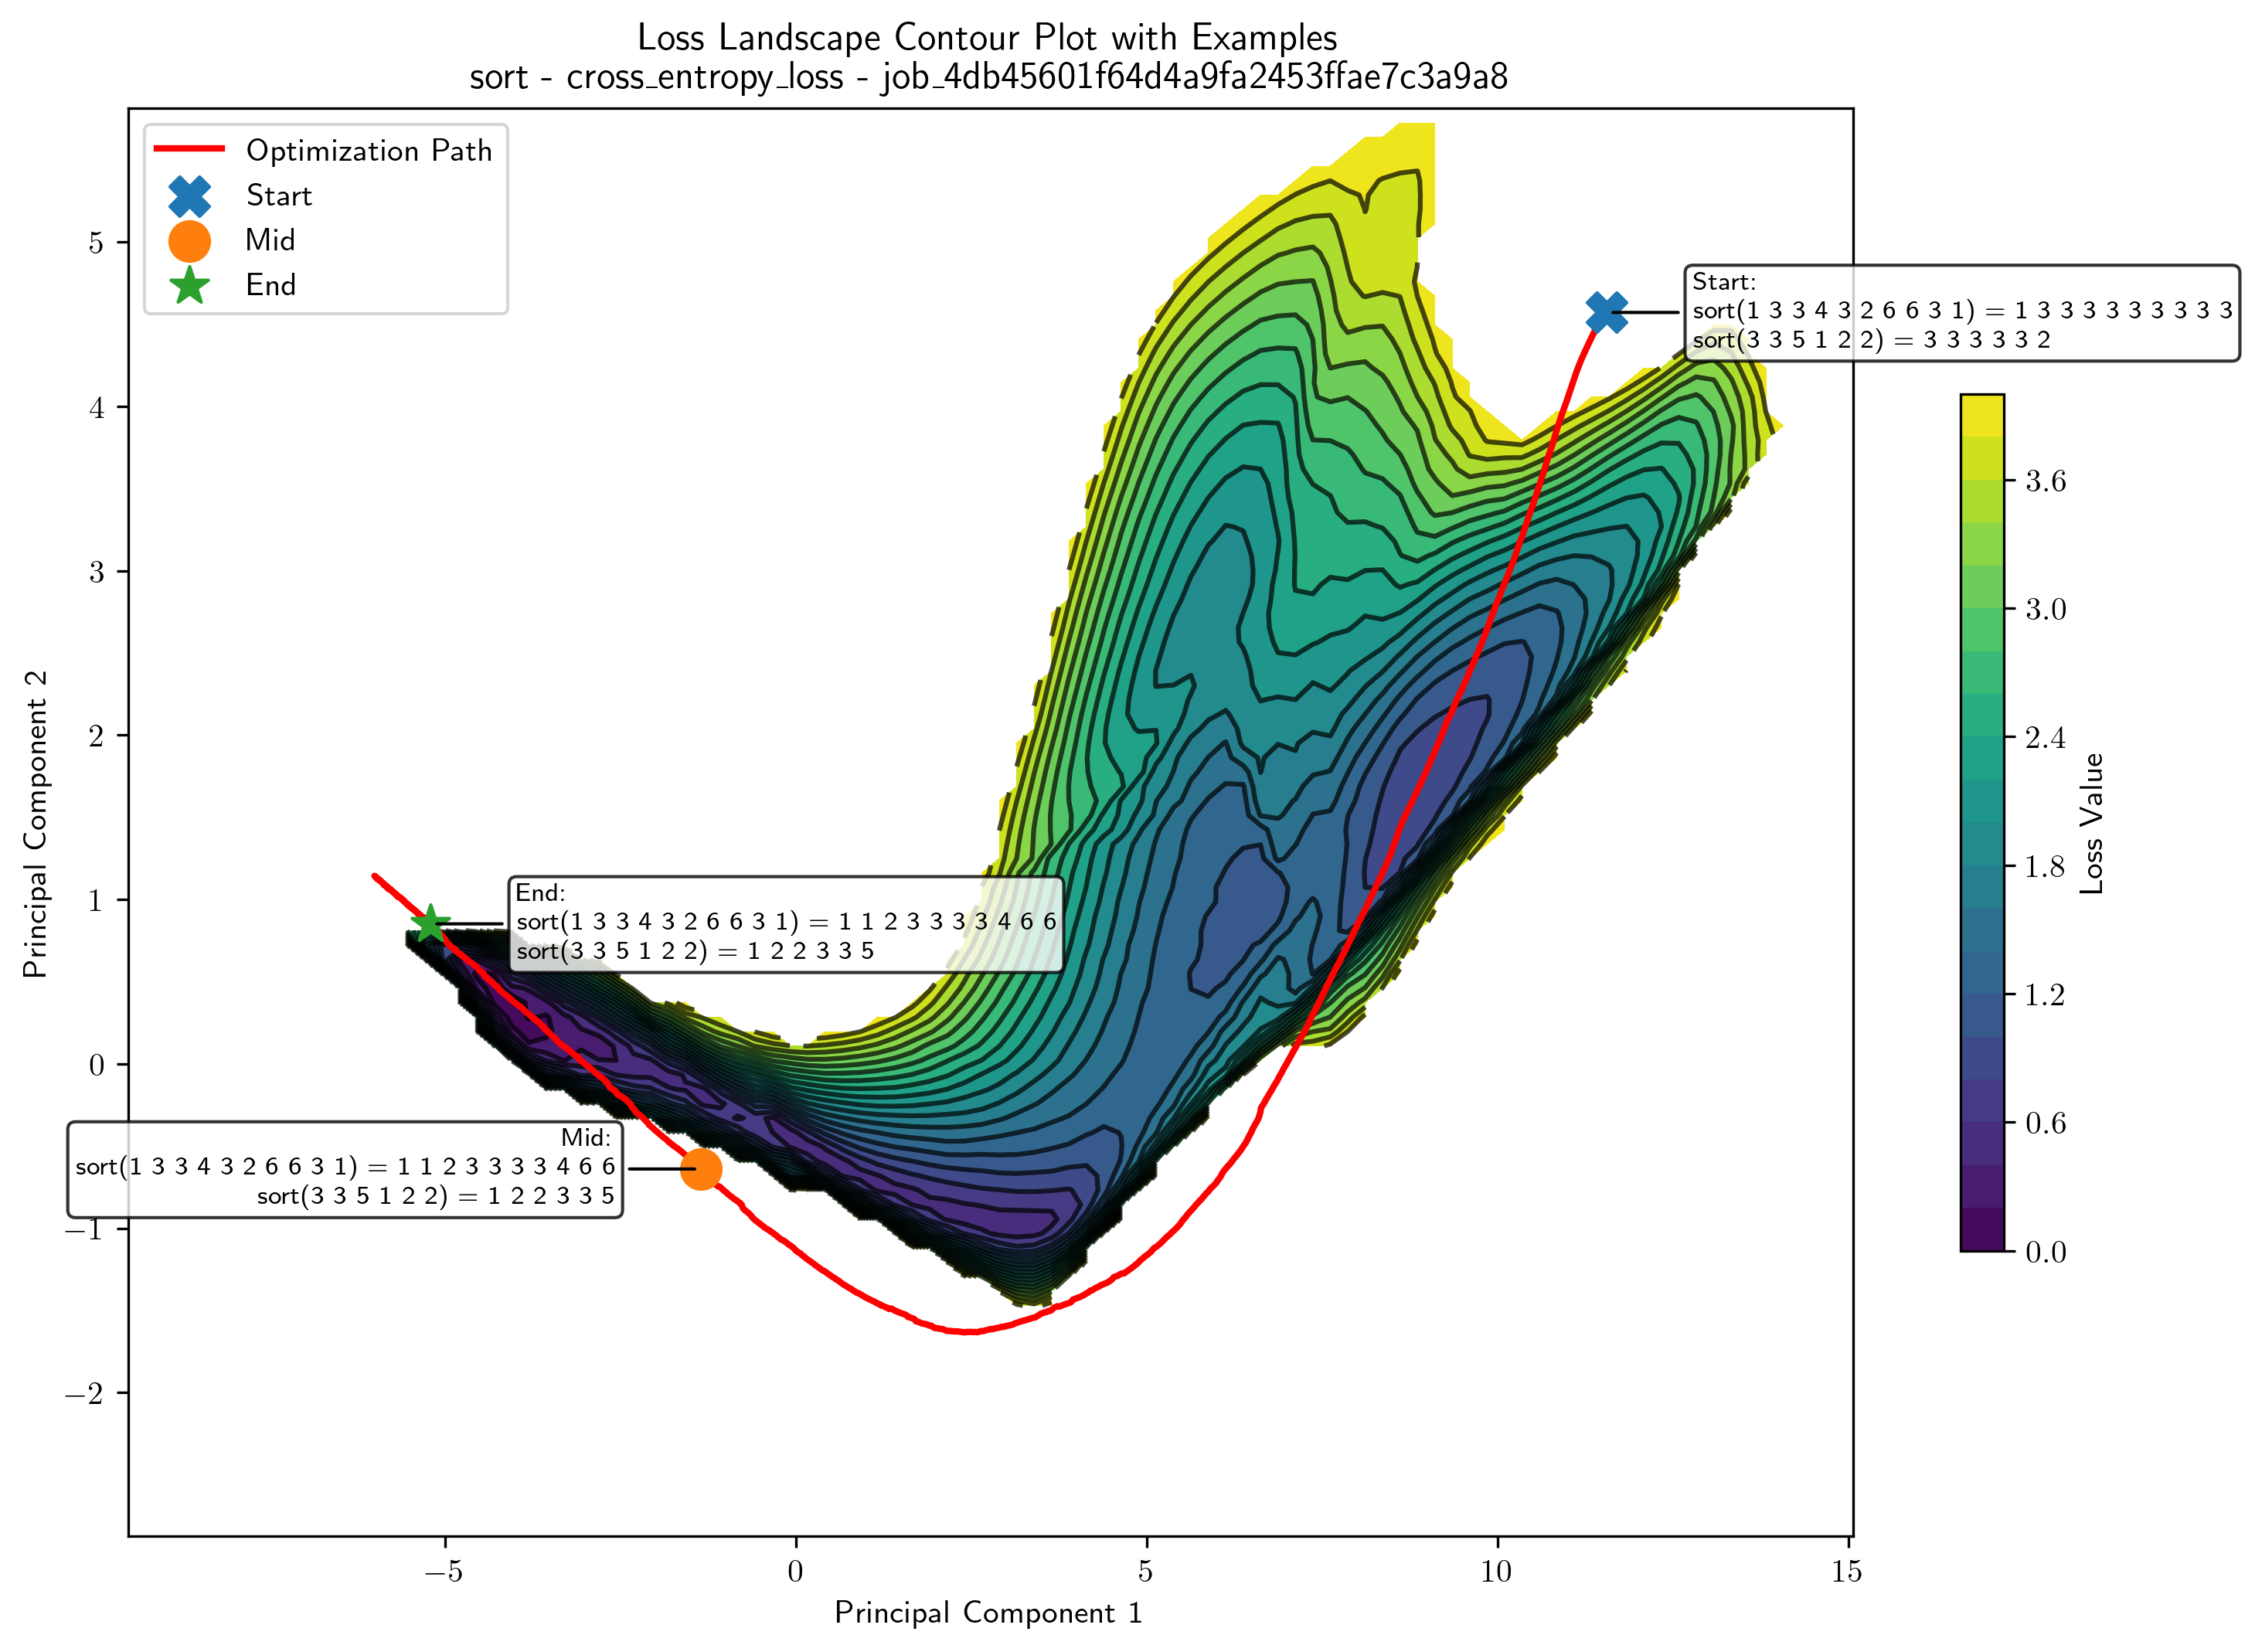 Loss Landscape Contour Plot with Examples
sort - cross_entropy_loss - job_4db45601f64d4a9fa2453ffae7c3a9a8
Optimization Path
Start
Mid
End
Start:
sort(1 3 3 4 3 2 6 6 3 1) = 1 3 3 3 3 3 3 3 3 3
sort(3 3 5 1 2 2) = 3 3 3 3 3 2
End:
sort(1 3 3 4 3 2 6 6 3 1) = 1 1 2 3 3 3 3 4 6 6
sort(3 3 5 1 2 2) = 1 2 2 3 3 5
Mid:
sort(1 3 3 4 3 2 6 6 3 1) = 1 1 2 3 3 3 3 4 6 6
sort(3 3 5 1 2 2) = 1 2 2 3 3 5
Principal Component 2
5
4
3
2
1
0
−1
−2
−5
0
5
10
15
Principal Component 1
3.6
3.0
2.4
1.8
1.2
0.6
0.0
Loss Value